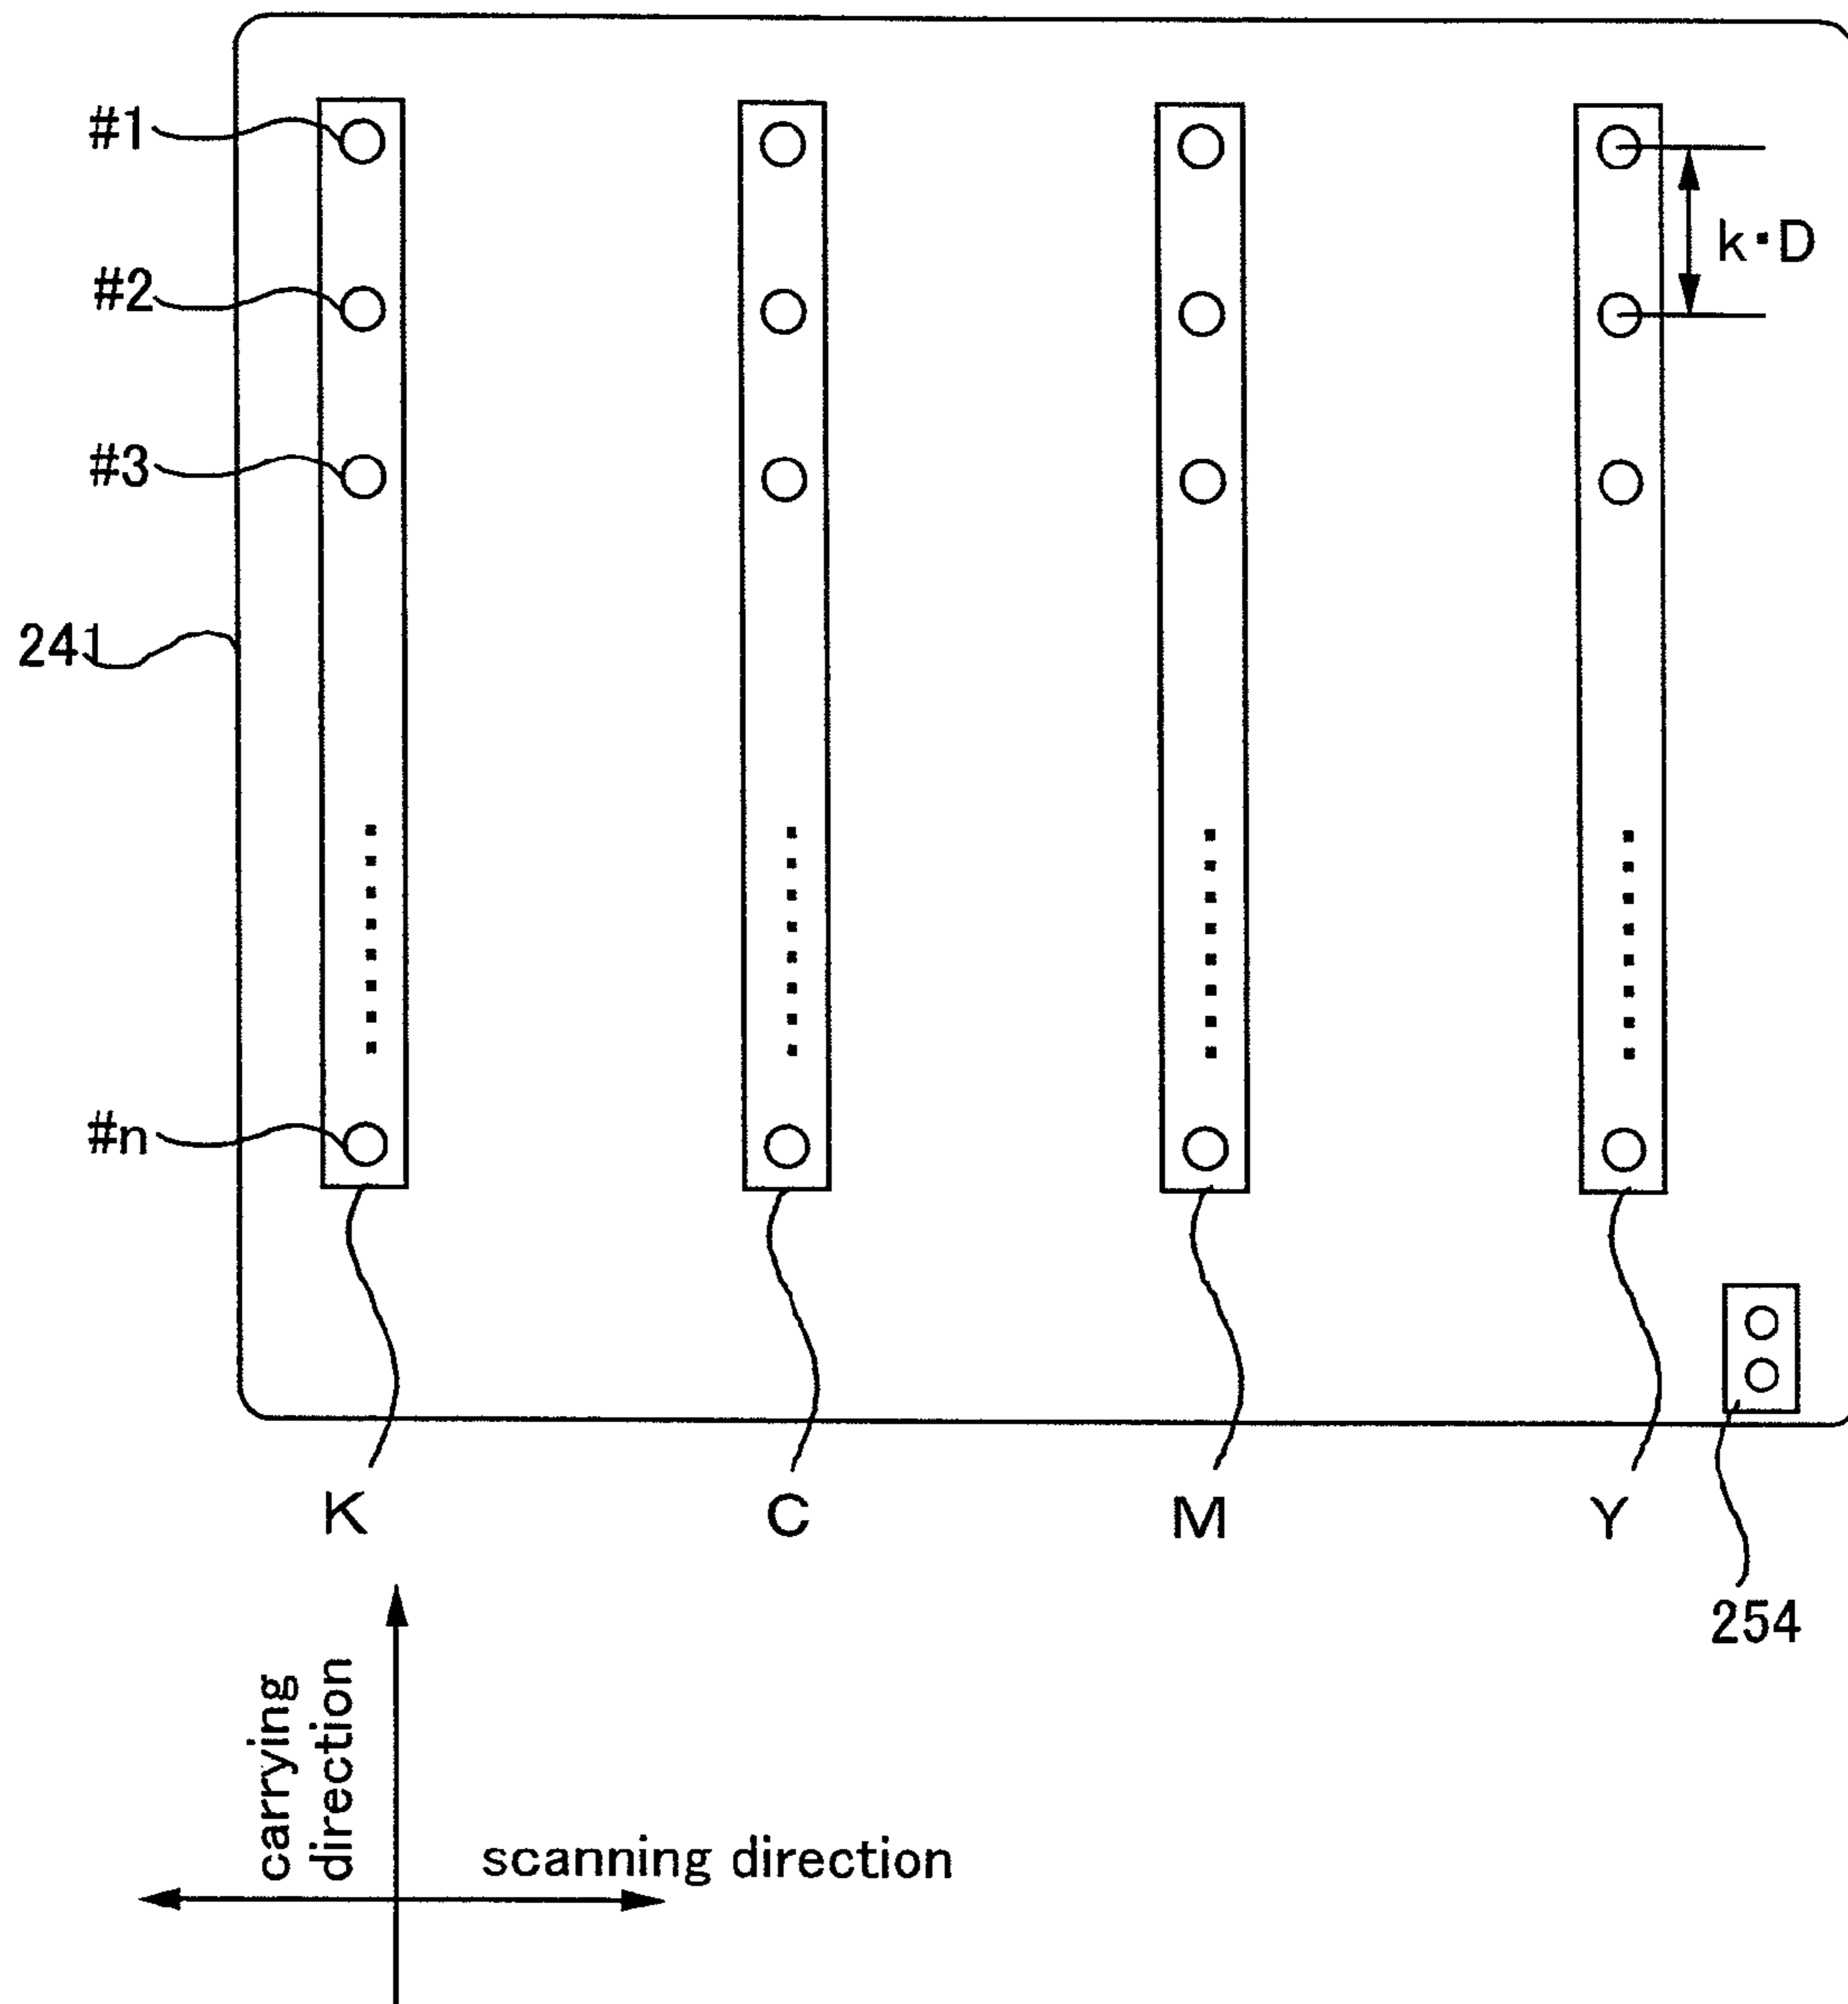 #1
#2
k▪D
#3
241
#n
K C M Y
254
carrying
direction
scanning direction